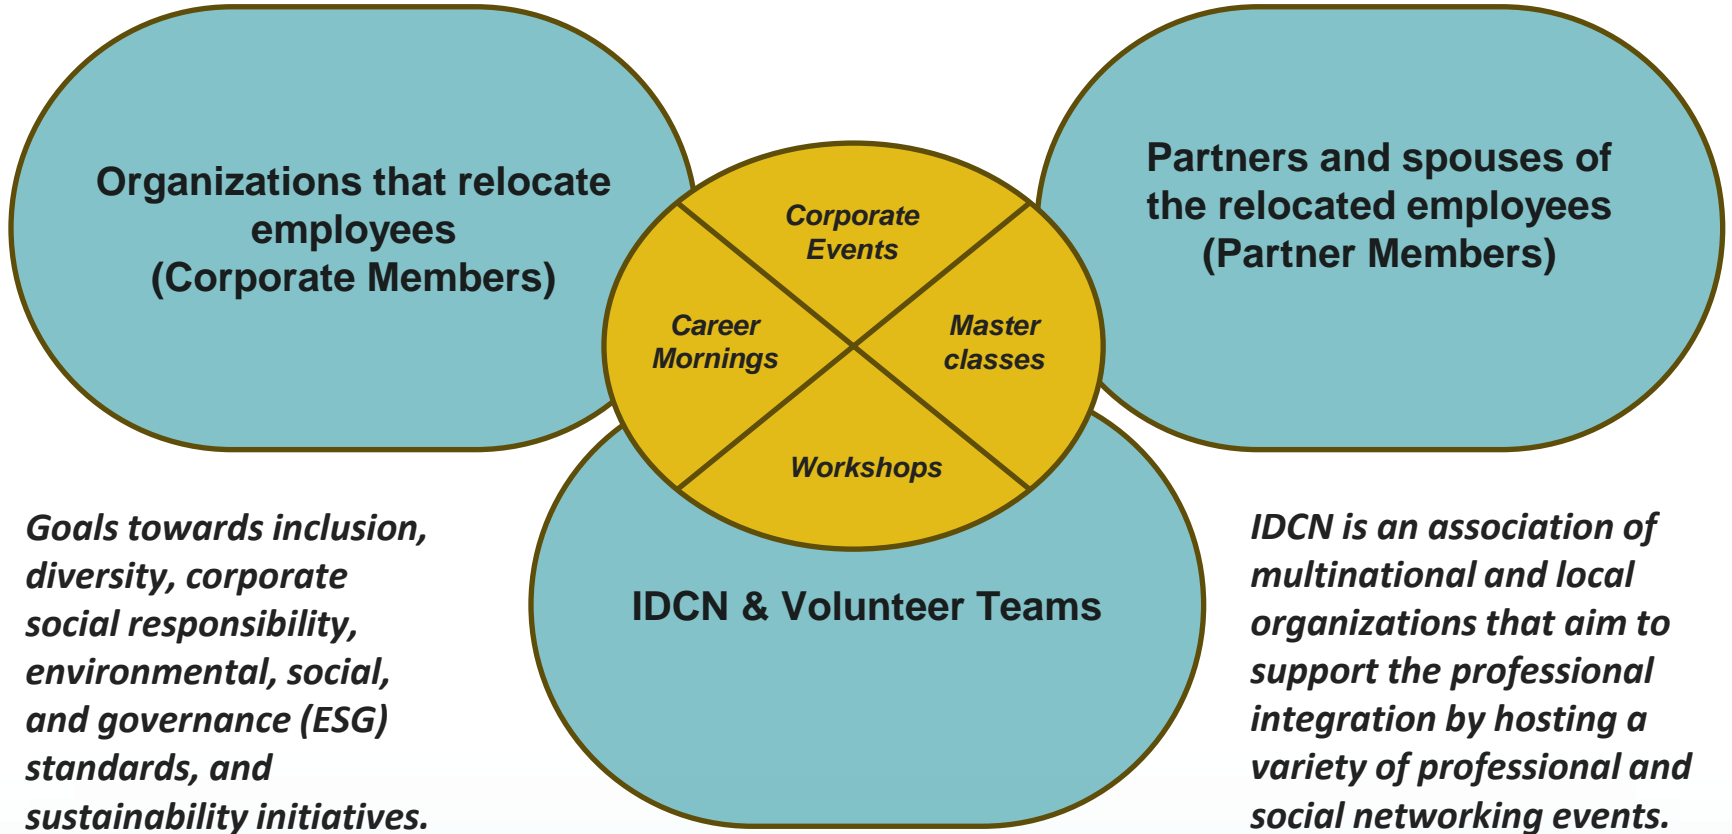 Organizations that relocate
employees
(Corporate Members)
Partners and spouses of
the relocated employees
(Partner Members)
Corporate
Events
Career
Mornings
Master
classes
Workshops
IDCN & Volunteer Teams
Goals towards inclusion,
diversity, corporate
social responsibility,
environmental, social,
and governance (ESG)
standards, and
sustainability initiatives.
IDCN is an association of
multinational and local
organizations that aim to
support the professional
integration by hosting a
variety of professional and
social networking events.